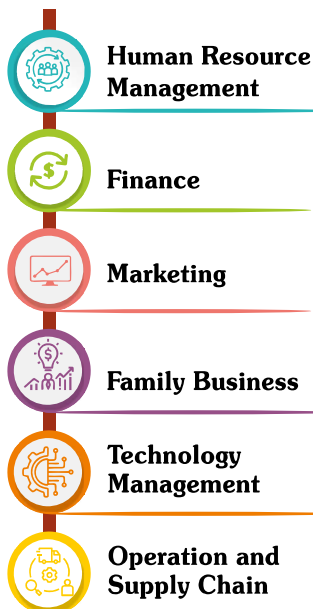 Human Resource
Management
$
Finance
Marketing
$
Family Business
Technology
Management
Operation and
Supply Chain